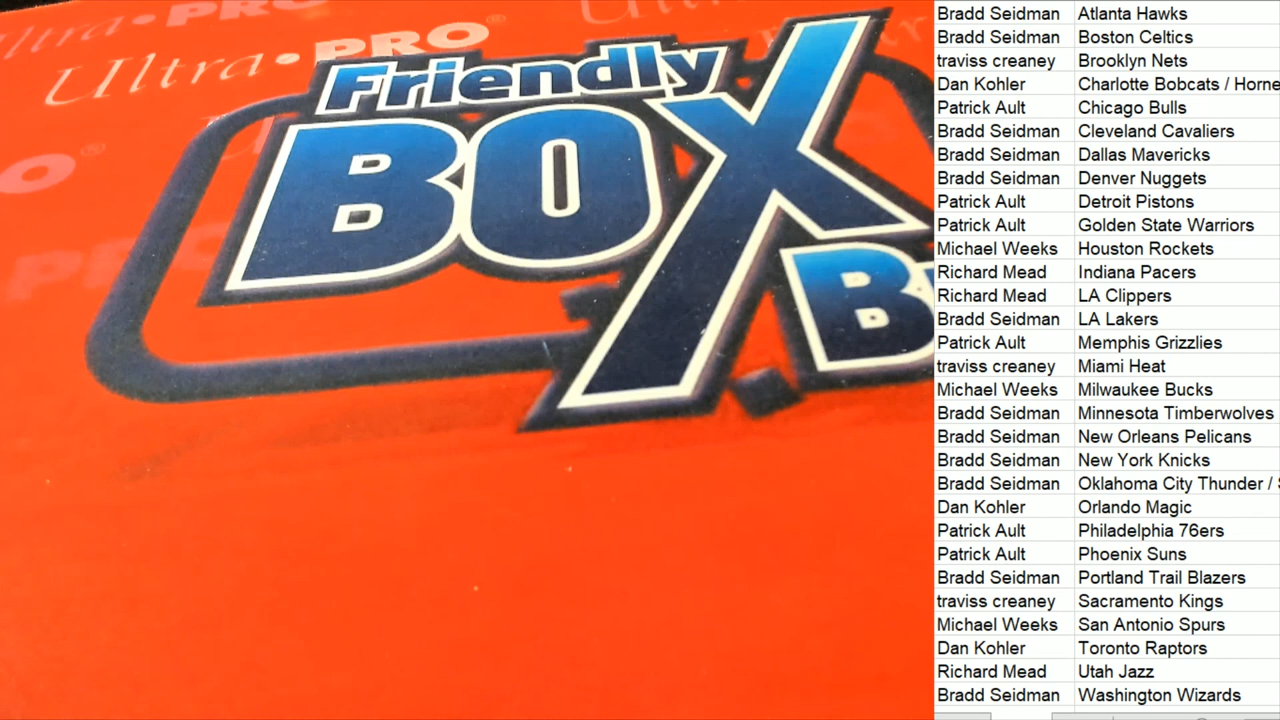 Ultra•PRO®
Ultra•PRO®
PRO®
PRO
Friendly
BOX
Bradd Seidman Atlanta Hawks
Bradd Seidman Boston Celtics
traviss creaney Brooklyn Nets
Dan Kohler Charlotte Bobcats / Horne
Patrick Ault Chicago Bulls
Bradd Seidman Cleveland Cavaliers
Bradd Seidman Dallas Mavericks
Bradd Seidman Denver Nuggets
Patrick Ault Detroit Pistons
Patrick Ault Golden State Warriors
Michael Weeks Houston Rockets
Richard Mead Indiana Pacers
Richard Mead LA Clippers
Bradd Seidman LA Lakers
Patrick Ault Memphis Grizzlies
traviss creaney Miami Heat
Michael Weeks Milwaukee Bucks
Bradd Seidman Minnesota Timberwolves
Bradd Seidman New Orleans Pelicans
Bradd Seidman New York Knicks
Bradd Seidman Oklahoma City Thunder /
Dan Kohler Orlando Magic
Patrick Ault Philadelphia 76ers
Patrick Ault Phoenix Suns
Bradd Seidman Portland Trail Blazers
traviss creaney Sacramento Kings
Michael Weeks San Antonio Spurs
Dan Kohler Toronto Raptors
Richard Mead Utah Jazz
Bradd Seidman Washington Wizards